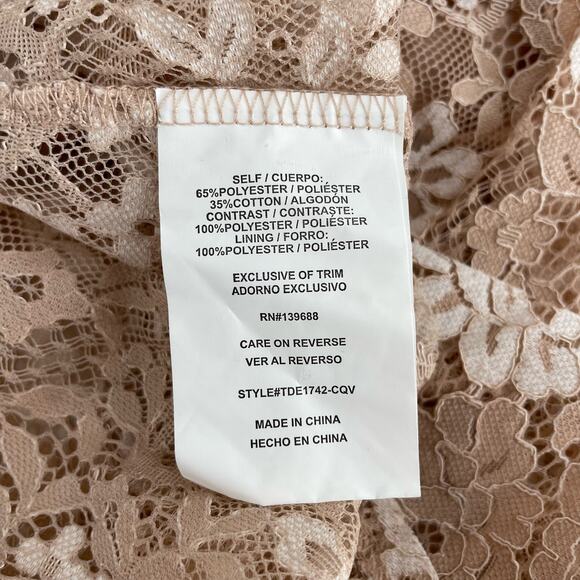 SELF / CUERPO:
65%POLYESTER / POLIÉSTER
35%COTTON / ALGODÓN
CONTRAST / CONTRASTE:
100%POLYESTER / POLIÉSTER
LINING / FORRO:
100%POLYESTER / POLIÉSTER
EXCLUSIVE OF TRIM
ADORNO EXCLUSIVO
RN#139688
CARE ON REVERSE
VER AL REVERSO
STYLE#TDE1742-CQV
MADE IN CHINA
HECHO EN CHINA